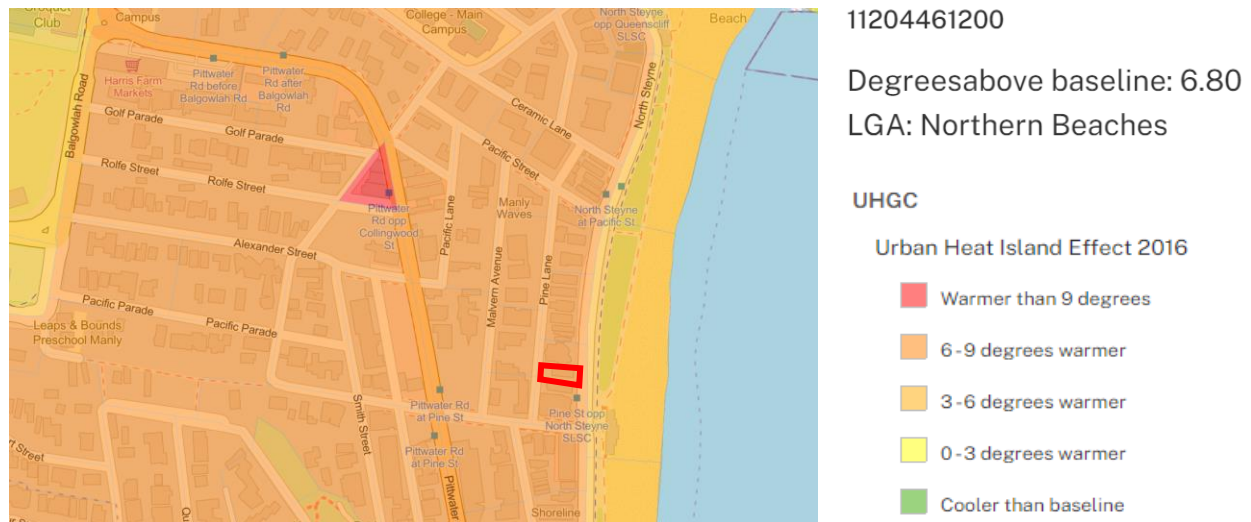 Croquet
Club
Campus
College - Main
Campus
North Steyne
opp Queenscliff
SLSC
Beach
Harris Farm
Markets
Pittwater
Rd before
Balgowlah Rd
Pittwater
Rd after
Balgowlah
Rd
Balgowlah Road
Golf Parade
Golf Parade
Ceramic Lane
North Steyne
Pacific Street
Rolfe Street
Rolfe Street
Pittwater
Rd opp
Collingwood
St
Pacific Lane
Manly
Waves
North Steyne
at Pacific St
Alexander Street
Malvern Avenue
Pine Lane
Pacific Parade
Pacific Parade
Leaps & Bounds
Preschool Manly
Smith Street
Pittwater Rd
at Pine St
Pine St opp
North Steyne
SLSC
Pittwater Rd
at Pine St
Street
Pittwater
Shoreline
11204461200
Degreesabove baseline: 6.80
LGA: Northern Beaches
UHGC
Urban Heat Island Effect 2016
Warmer than 9 degrees
6-9 degrees warmer
3-6 degrees warmer
0-3 degrees warmer
Cooler than baseline